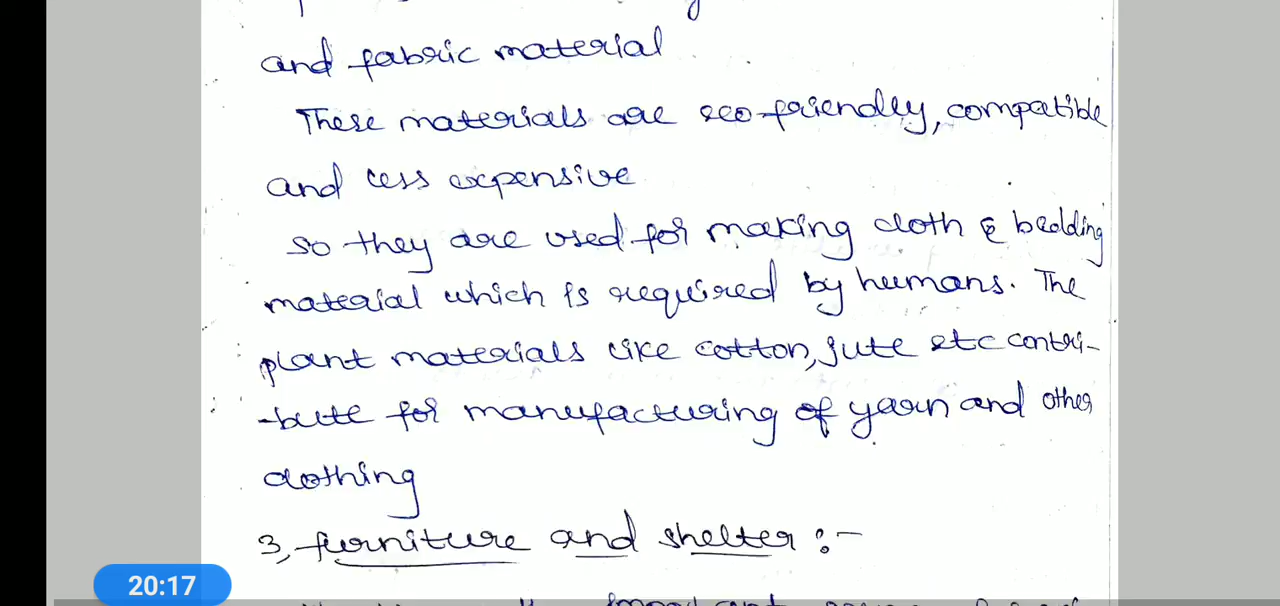 and fabric material
These materials are eco-friendly, compatible
and less expensive
so they are used for making cloth & bedding
material which is required by humans. The
plant materials like cotton, jute etc contri-
-bute for manufacturing of yarn and other
clothing
3, furniture and shelter :-
20:17